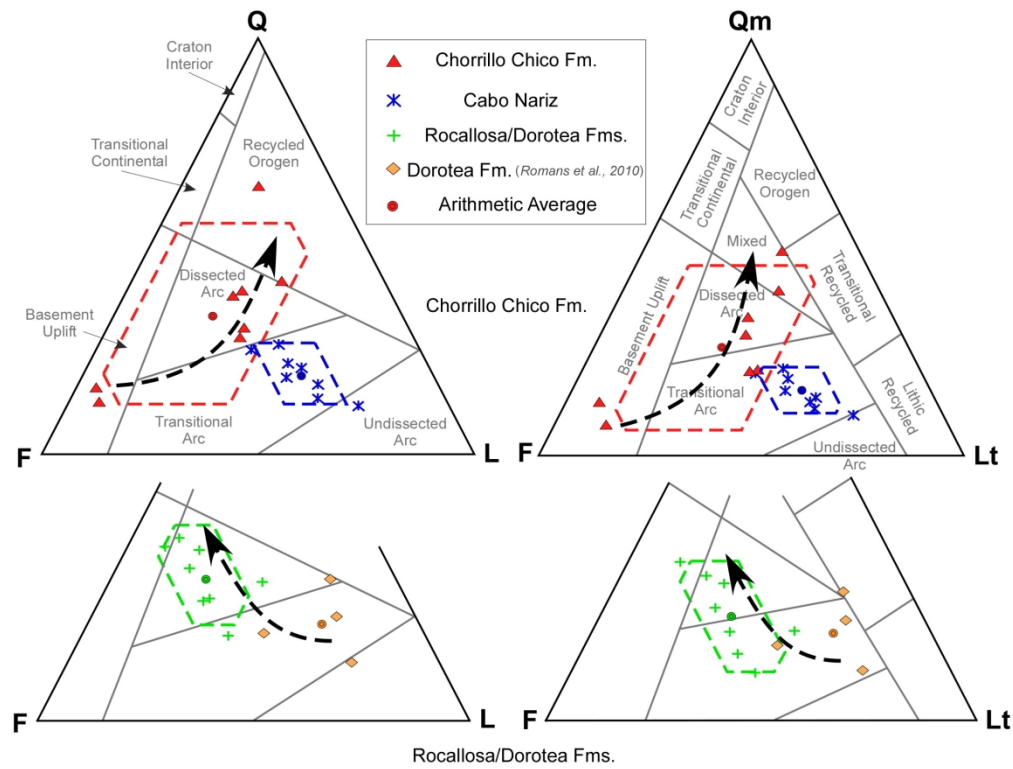 Q
Craton
Interior
Transitional
Continental
Recycled
Orogen
Dissected
Arc
Basement
Uplift
Transitional
Arc
Undissected
Arc
F
L
Chorrillo Chico Fm.
Cabo Nariz
Rocallosa/Dorotea Fms.
Dorotea Fm. (Romans et al., 2010)
Arithmetic Average
Chorrillo Chico Fm.
Qm
Craton
Interior
Transitional
Continental
Recycled
Orogen
Mixed
Dissected
Arc
Transitional
Recycled
Basement Uplift
Transitional
Arc
Lithic
Recycled
Undissected
Arc
F
Lt
F
L
F
Lt
Rocallosa/Dorotea Fms.